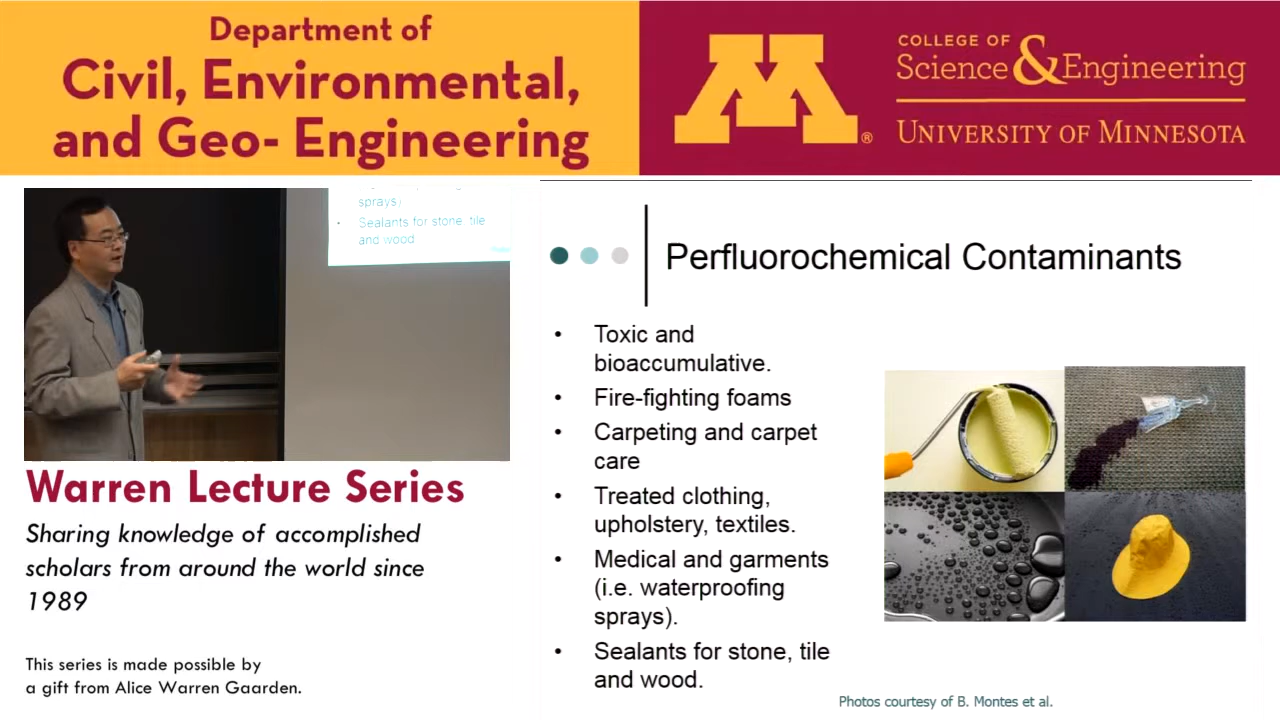 Department of
Civil, Environmental,
and Geo- Engineering
M®
COLLEGE OF
Science & Engineering
UNIVERSITY OF MINNESOTA
sprays)
• Sealants for stone, tile
and wood
Warren Lecture Series
Sharing knowledge of accomplished
scholars from around the world since
1989
This series is made possible by
a gift from Alice Warren Gaarden.
Perfluorochemical Contaminants
• Toxic and
bioaccumulative.
• Fire-fighting foams
• Carpeting and carpet
care
• Treated clothing,
upholstery, textiles.
• Medical and garments
(i.e. waterproofing
sprays).
• Sealants for stone, tile
and wood.
Photos courtesy of B. Montes et al.